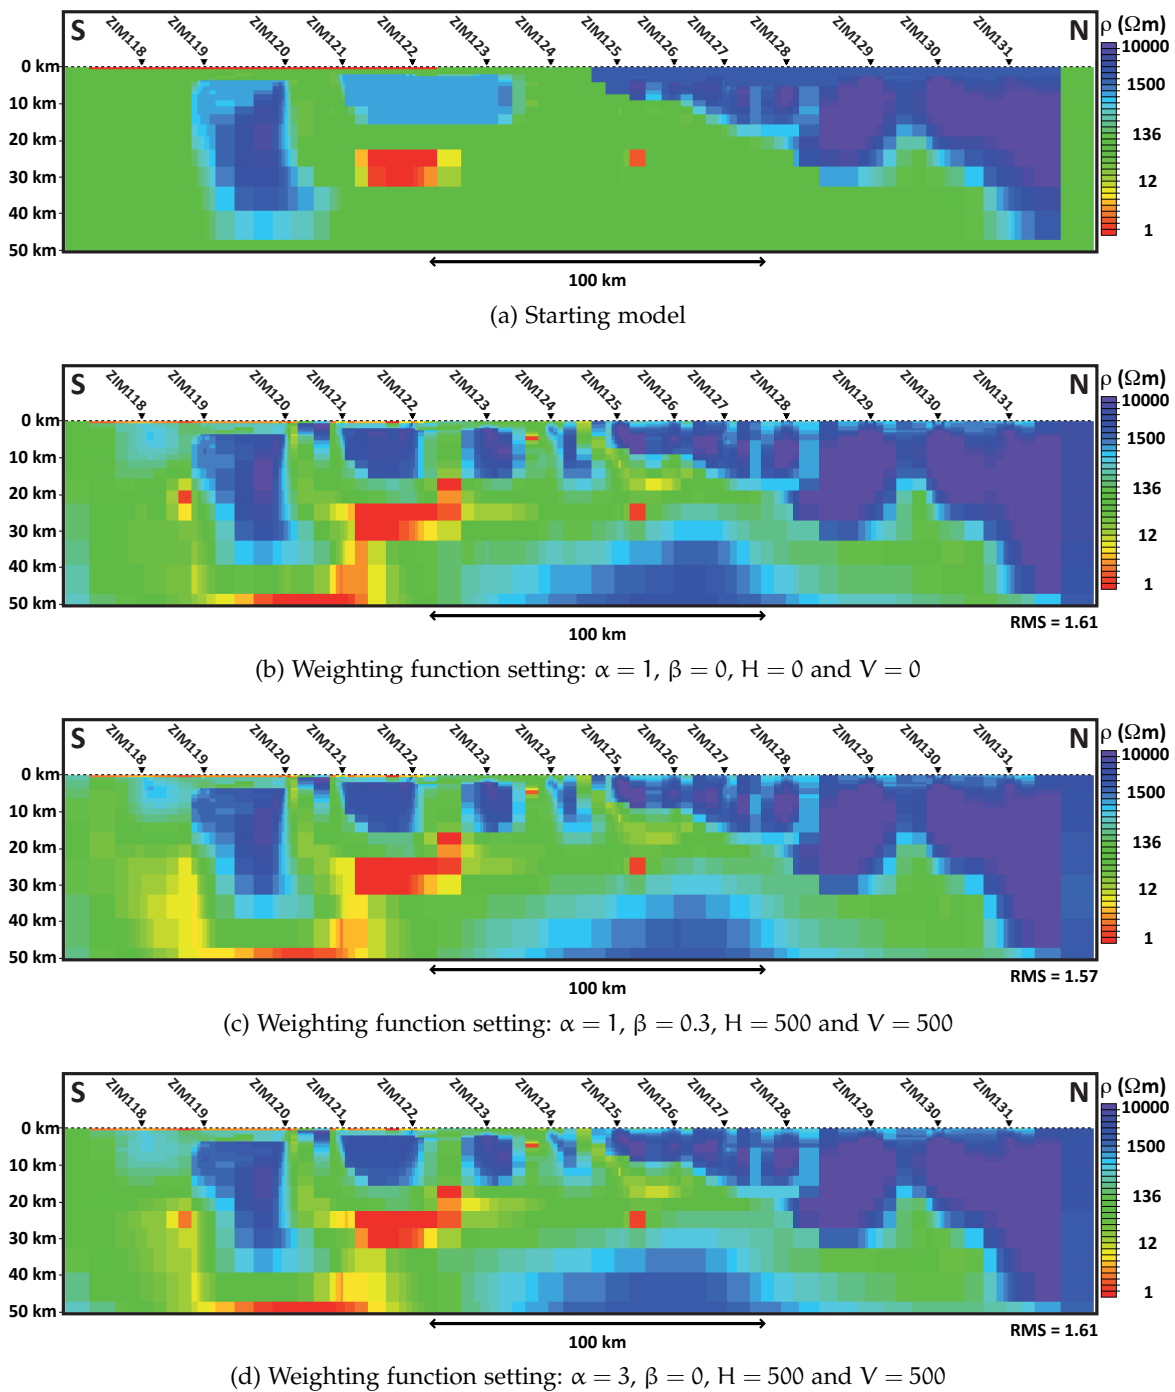 S ZIM118 ZIM119 ZIM120 ZIM121 ZIM122 ZIM123 ZIM124 ZIM125 ZIM126 ZIM127 ZIM128 ZIM129 ZIM130 ZIM131 N ρ (Ωm)
0 km 10000
10 km 1500
20 km 136
30 km 12
40 km 1
50 km
100 km
(a) Starting model
S ZIM118 ZIM119 ZIM120 ZIM121 ZIM122 ZIM123 ZIM124 ZIM125 ZIM126 ZIM127 ZIM128 ZIM129 ZIM130 ZIM131 N ρ (Ωm)
0 km 10000
10 km 1500
20 km 136
30 km 12
40 km 1
50 km
100 km RMS = 1.61
(b) Weighting function setting: α = 1, β = 0, H = 0 and V = 0
S ZIM118 ZIM119 ZIM120 ZIM121 ZIM122 ZIM123 ZIM124 ZIM125 ZIM126 ZIM127 ZIM128 ZIM129 ZIM130 ZIM131 N ρ (Ωm)
0 km 10000
10 km 1500
20 km 136
30 km 12
40 km 1
50 km
100 km RMS = 1.57
(c) Weighting function setting: α = 1, β = 0.3, H = 500 and V = 500
S ZIM118 ZIM119 ZIM120 ZIM121 ZIM122 ZIM123 ZIM124 ZIM125 ZIM126 ZIM127 ZIM128 ZIM129 ZIM130 ZIM131 N ρ (Ωm)
0 km 10000
10 km 1500
20 km 136
30 km 12
40 km 1
50 km
100 km RMS = 1.61
(d) Weighting function setting: α = 3, β = 0, H = 500 and V = 500